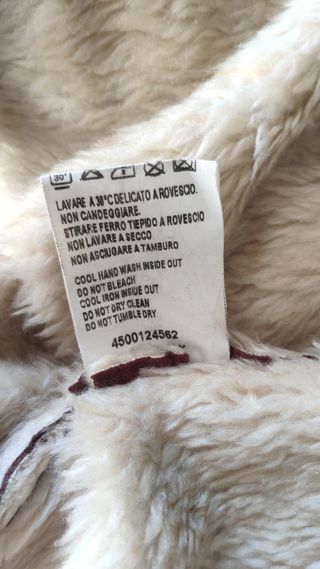 30°
LAVARE A 30°C DELICATO A ROVESCIO.
NON CANDEGGIARE.
STIRARE FERRO TIEPIDO A ROVESCIO
NON LAVARE A SECCO
NON ASCIUGARE A TAMBURO
COOL HAND WASH INSIDE OUT
DO NOT BLEACH
COOL IRON INSIDE OUT
DO NOT DRY CLEAN
DO NOT TUMBLE DRY
4500124562